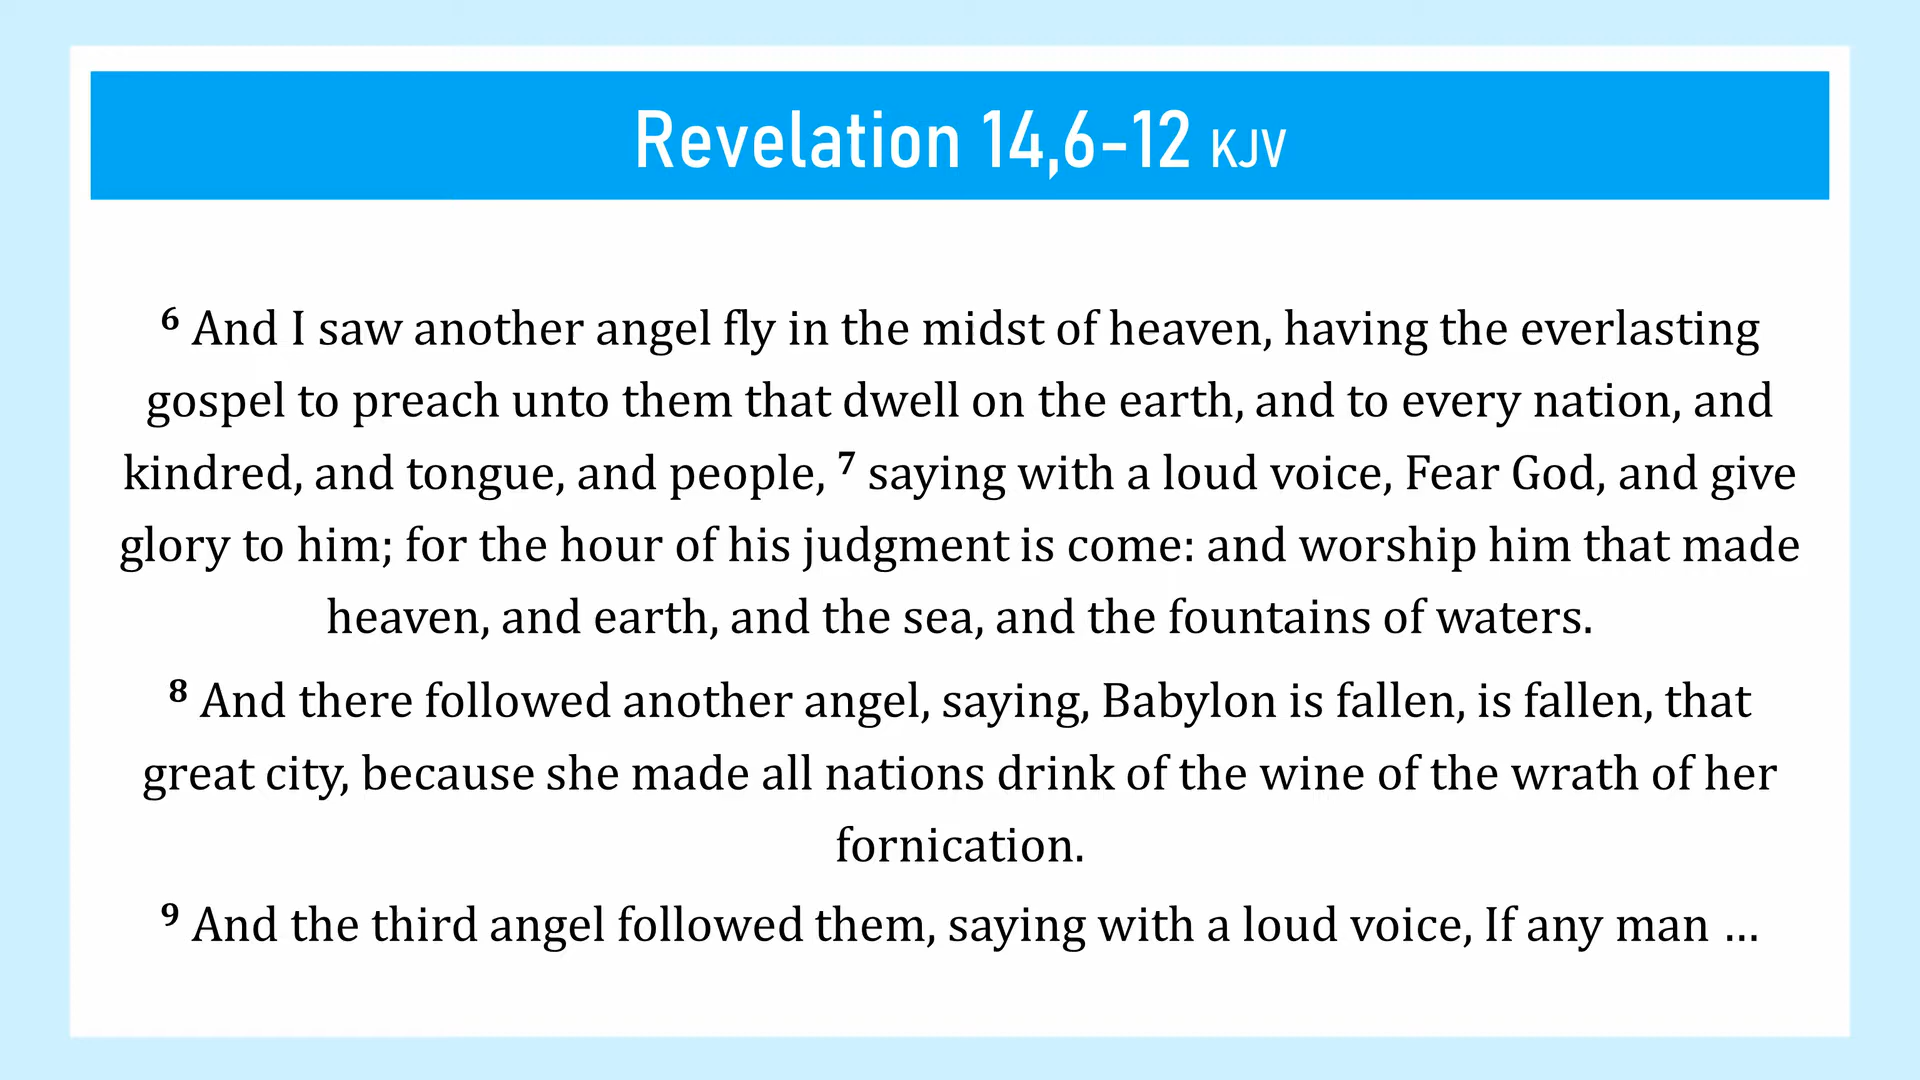 Revelation 14,6-12 KJV
⁶ And I saw another angel fly in the midst of heaven, having the everlasting
gospel to preach unto them that dwell on the earth, and to every nation, and
kindred, and tongue, and people, ⁷ saying with a loud voice, Fear God, and give
glory to him; for the hour of his judgment is come: and worship him that made
heaven, and earth, and the sea, and the fountains of waters.
⁸ And there followed another angel, saying, Babylon is fallen, is fallen, that
great city, because she made all nations drink of the wine of the wrath of her
fornication.
⁹ And the third angel followed them, saying with a loud voice, If any man ...